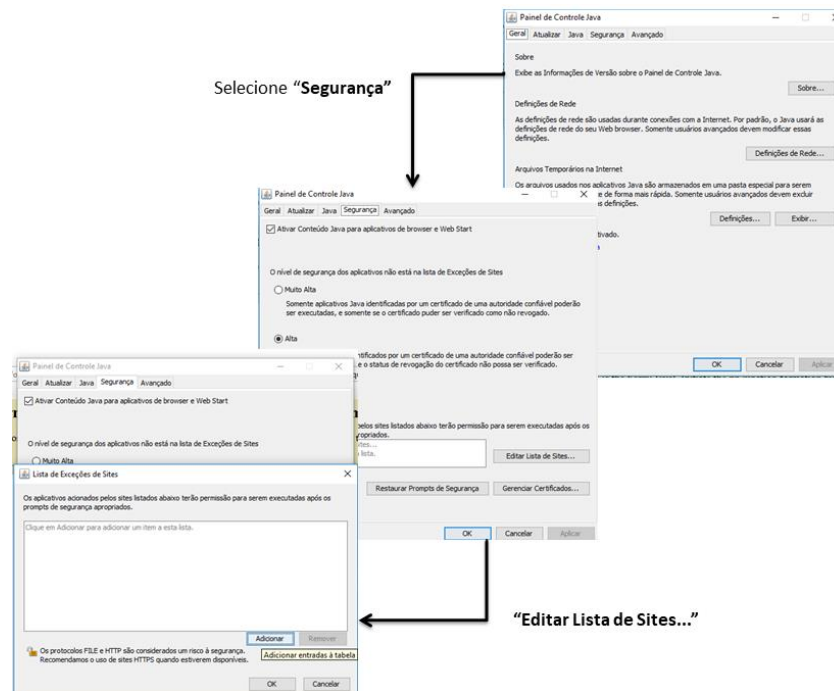 Painel de Controle Java
Geral Atualizar Java Segurança Avançado
Sobre
Exibe as Informações de Versão sobre o Painel de Controle Java.
Sobre...
Definições de Rede
As definições de rede são usadas durante conexões com a Internet. Por padrão, o Java usará as
definições de rede do seu Web browser. Somente usuários avançados devem modificar essas
definições.
Definições de Rede...
Arquivos Temporários na Internet
Os arquivos usados nos aplicativos Java são armazenados em uma pasta especial para serem
te de forma mais rápida. Somente usuários avançados devem excluir
as definições.
Definições... Exibir...
tivado.
OK Cancelar Aplicar
Selecione “Segurança”
Painel de Controle Java
Geral Atualizar Java Segurança Avançado
Ativar Conteúdo Java para aplicativos de browser e Web Start
O nível de segurança dos aplicativos não está na lista de Exceções de Sites
Muito Alta
Somente aplicativos Java identificadas por um certificado de uma autoridade confiável poderão
ser executadas, e somente se o certificado puder ser verificado como não revogado.
Alta
ntificados por um certificado de uma autoridade confiável poderão ser
e o status de revogação do certificado não possa ser verificado.
pelos sites listados abaixo terão permissão para serem executadas após os
ropriados.
tes...
lista.
Editar Lista de Sites...
Restaurar Prompts de Segurança Gerenciar Certificados...
OK Cancelar Aplicar
Painel de Controle Java
Geral Atualizar Java Segurança Avançado
Ativar Conteúdo Java para aplicativos de browser e Web Start
O nível de segurança dos aplicativos não está na lista de Exceções de Sites
Muito Alta
Lista de Exceções de Sites
Os aplicativos acionados pelos sites listados abaixo terão permissão para serem executadas após os
prompts de segurança apropriados.
Clique em Adicionar para adicionar um item a esta lista.
Adicionar Remover
Os protocolos FILE e HTTP são considerados um risco à segurança.
Recomendamos o uso de sites HTTPS quando estiverem disponíveis.
Adicionar entradas à tabela
OK Cancelar
“Editar Lista de Sites...”